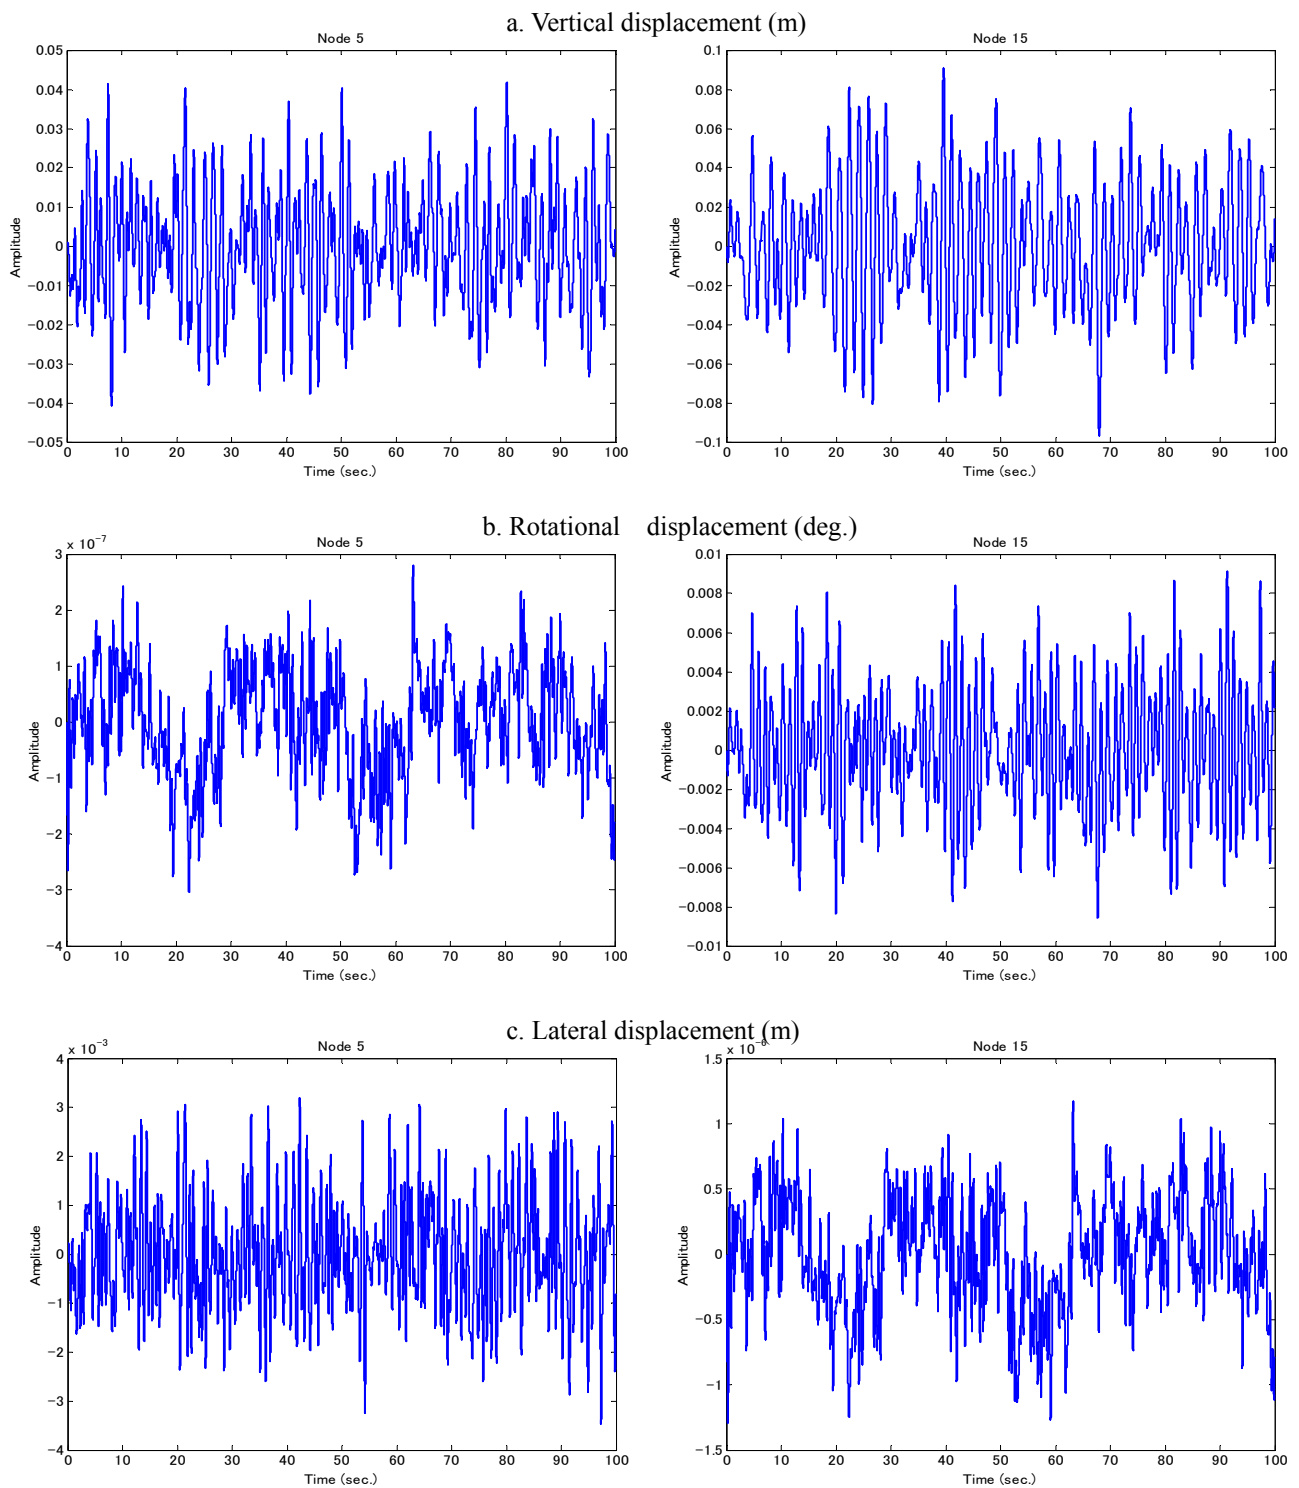 a. Vertical displacement (m)
Node 5
0.05
0.04
0.03
0.02
0.01
0
−0.01
−0.02
−0.03
−0.04
−0.05
Amplitude
0 10 20 30 40 50 60 70 80 90 100
Time (sec.)
Node 15
0.1
0.08
0.06
0.04
0.02
0
−0.02
−0.04
−0.06
−0.08
−0.1
Amplitude
0 10 20 30 40 50 60 70 80 90 100
Time (sec.)
b. Rotational displacement (deg.)
Node 5
x 10⁻⁷
3
2
1
0
−1
−2
−3
−4
Amplitude
0 10 20 30 40 50 60 70 80 90 100
Time (sec.)
Node 15
0.01
0.008
0.006
0.004
0.002
0
−0.002
−0.004
−0.006
−0.008
−0.01
Amplitude
0 10 20 30 40 50 60 70 80 90 100
Time (sec.)
c. Lateral displacement (m)
Node 5
x 10⁻³
4
3
2
1
0
−1
−2
−3
−4
Amplitude
0 10 20 30 40 50 60 70 80 90 100
Time (sec.)
Node 15
x 10
1.5
1
0.5
0
−0.5
−1
−1.5
Amplitude
0 10 20 30 40 50 60 70 80 90 100
Time (sec.)